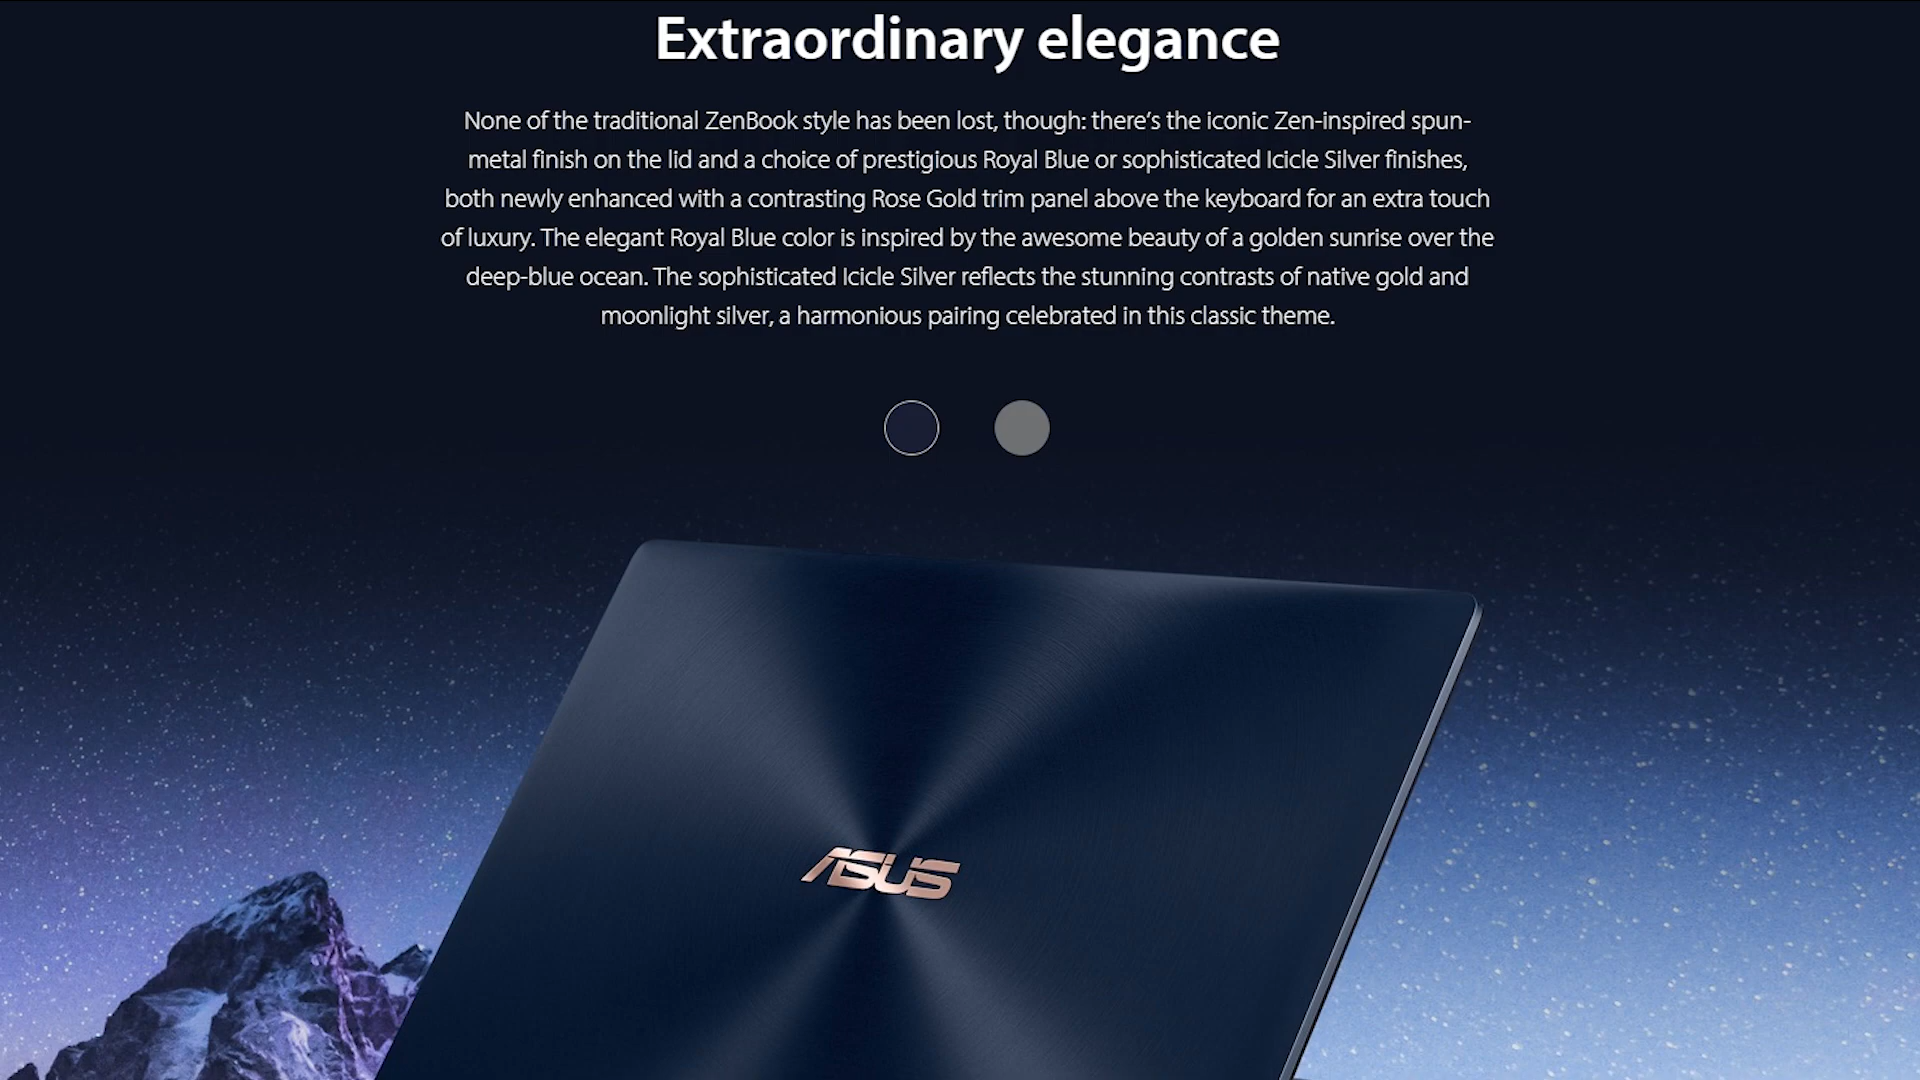 Extraordinary elegance
None of the traditional ZenBook style has been lost, though: there’s the iconic Zen-inspired spun-
metal finish on the lid and a choice of prestigious Royal Blue or sophisticated Icicle Silver finishes,
both newly enhanced with a contrasting Rose Gold trim panel above the keyboard for an extra touch
of luxury. The elegant Royal Blue color is inspired by the awesome beauty of a golden sunrise over the
deep-blue ocean. The sophisticated Icicle Silver reflects the stunning contrasts of native gold and
moonlight silver, a harmonious pairing celebrated in this classic theme.
ASUS